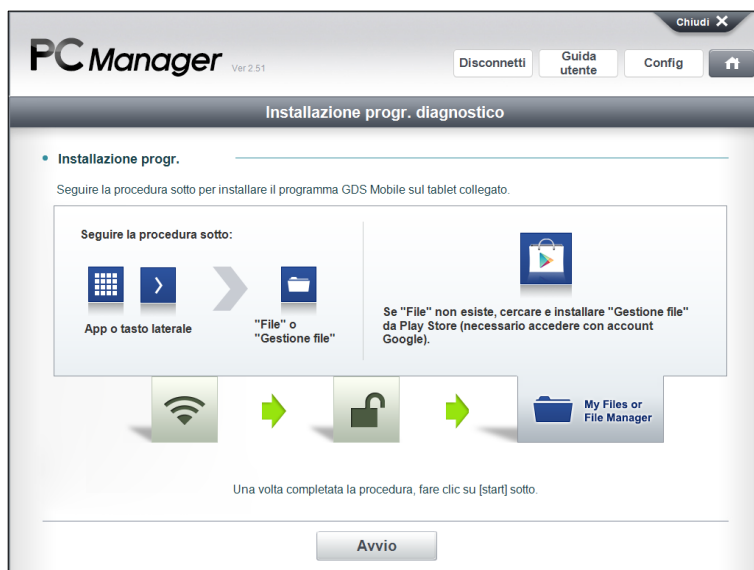 Chiudi X
PC Manager Ver 2.51
Disconnetti
Guida
utente
Config
Installazione progr. diagnostico
Installazione progr.
Seguire la procedura sotto per installare il programma GDS Mobile sul tablet collegato.
Seguire la procedura sotto:
App o tasto laterale
"File" o
"Gestione file"
Se "File" non esiste, cercare e installare "Gestione file"
da Play Store (necessario accedere con account
Google).
My Files or
File Manager
Una volta completata la procedura, fare clic su [start] sotto.
Avvio